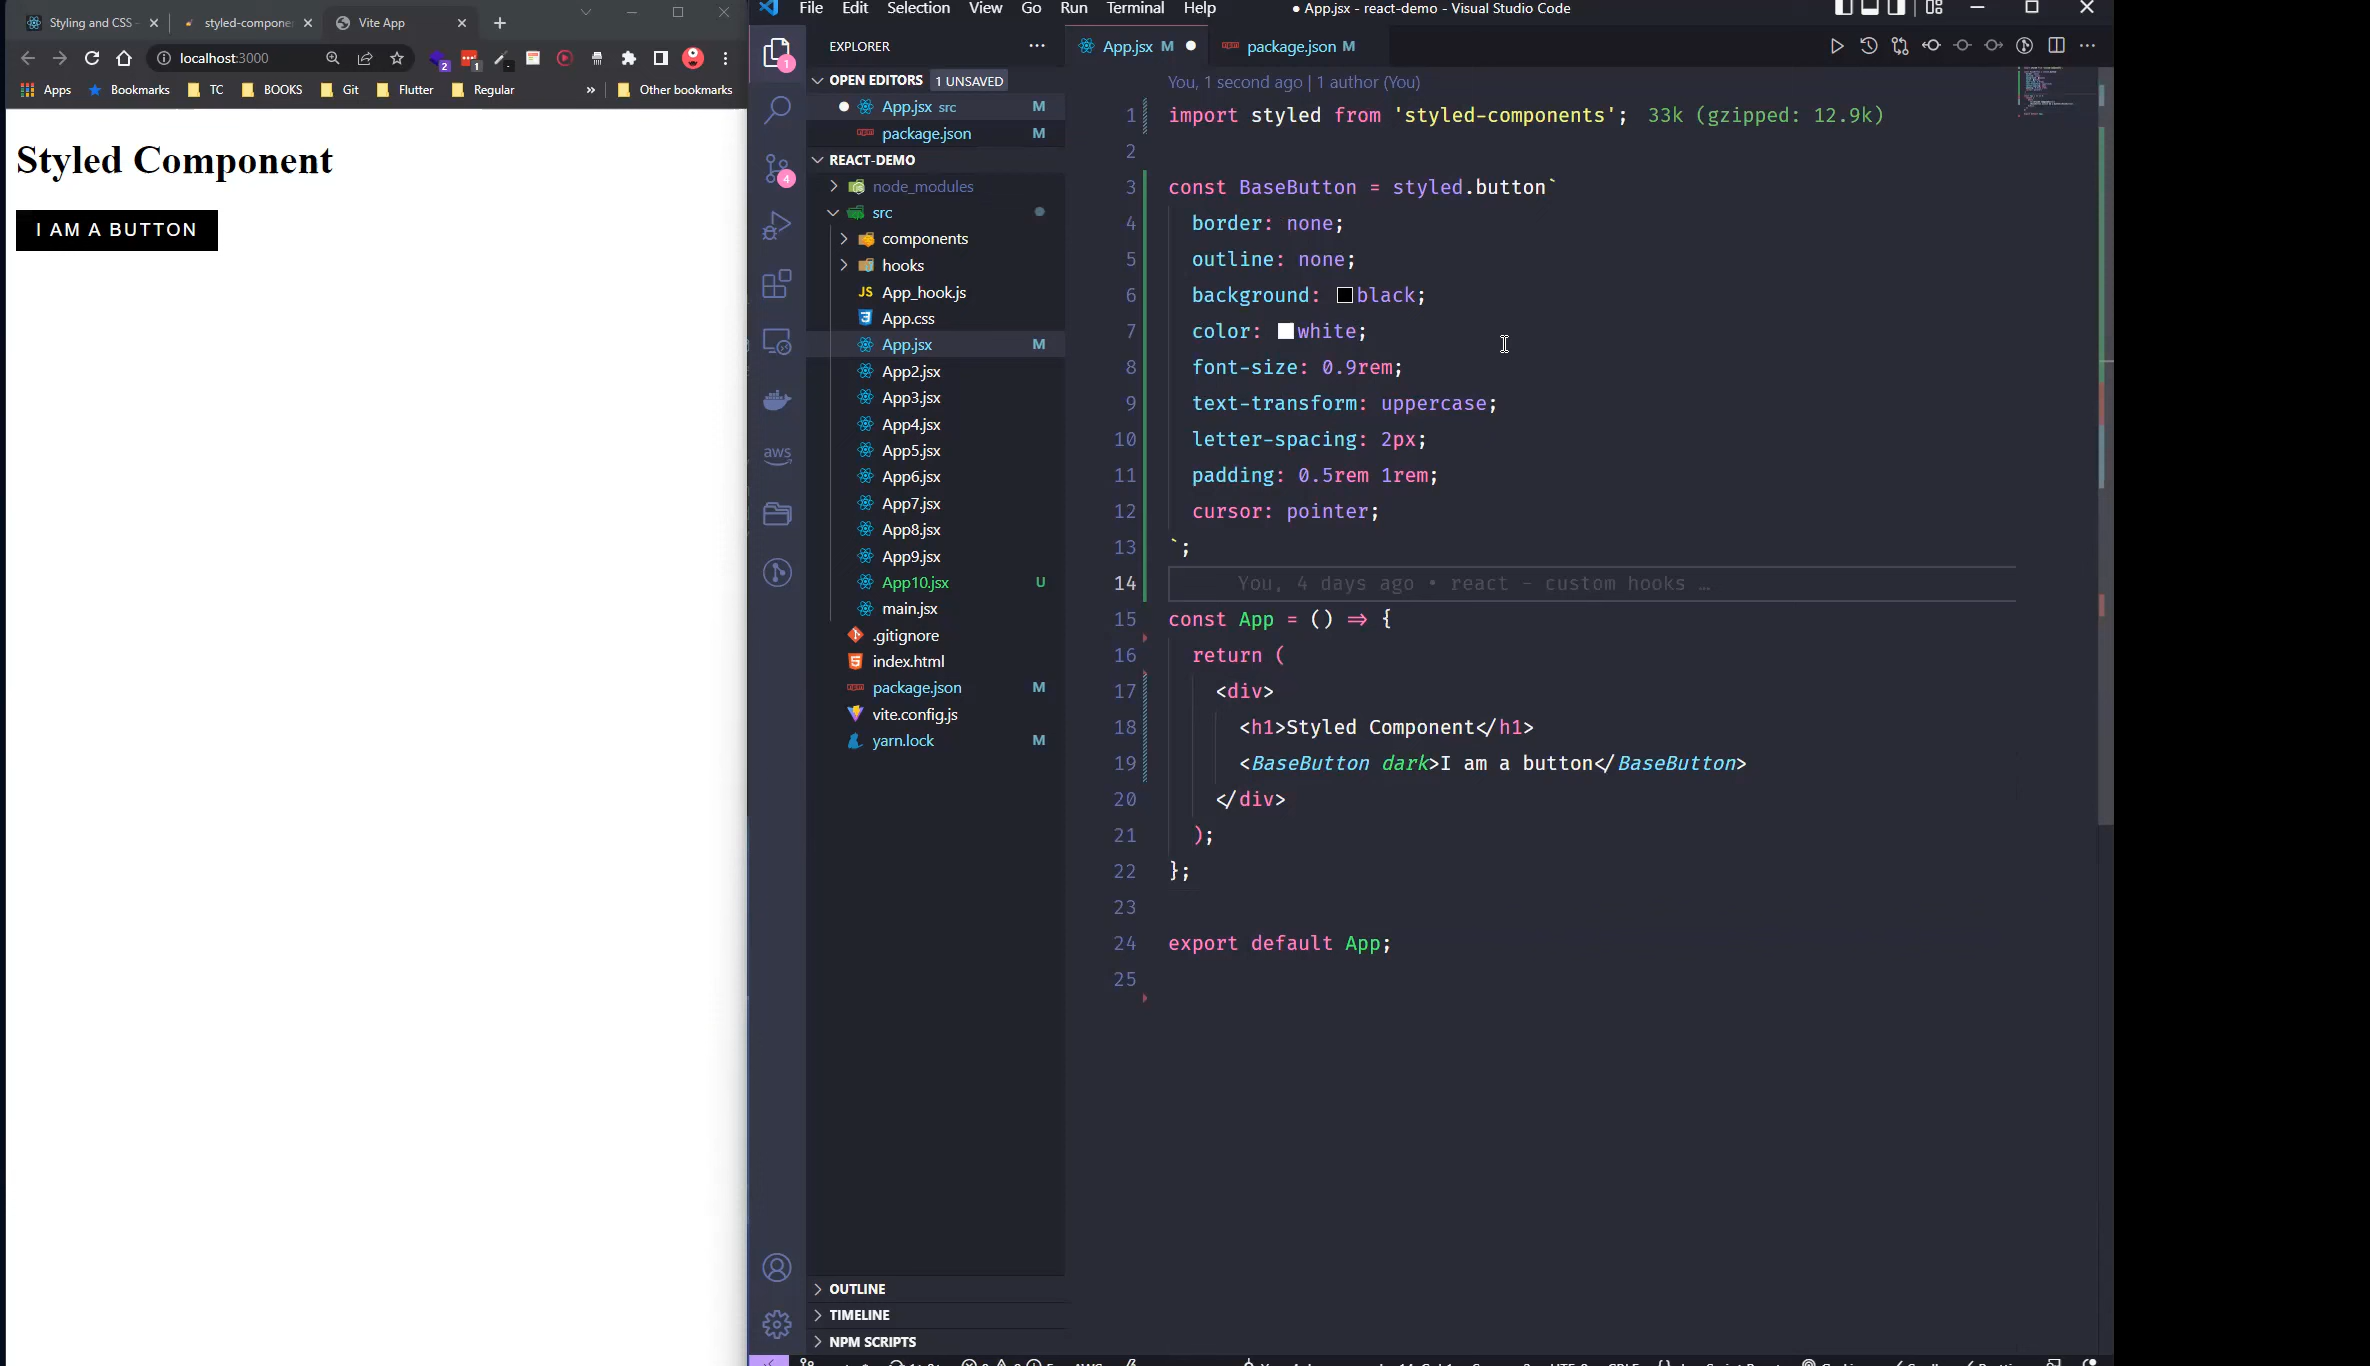 Styling and CSS
styled-compone
Vite App
localhost:3000
Apps
Bookmarks
TC
BOOKS
Git
Flutter
Regular
»
Other bookmarks
Styled Component
I AM A BUTTON
File Edit Selection View Go Run Terminal Help
● App.jsx - react-demo - Visual Studio Code
EXPLORER
OPEN EDITORS 1 UNSAVED
App.jsx src M
package.json M
REACT-DEMO
node_modules
src
components
hooks
JS App_hook.js
App.css
App.jsx M
App2.jsx
App3.jsx
App4.jsx
App5.jsx
App6.jsx
App7.jsx
App8.jsx
App9.jsx
App10.jsx U
main.jsx
.gitignore
index.html
package.json M
vite.config.js
yarn.lock M
OUTLINE
TIMELINE
NPM SCRIPTS
aws
1
4
2
1
App.jsx M
package.json M
You, 1 second ago | 1 author (You)
1 import styled from 'styled-components'; 33k (gzipped: 12.9k)
2
3 const BaseButton = styled.button`
4 border: none;
5 outline: none;
6 background: black;
7 color: white;
8 font-size: 0.9rem;
9 text-transform: uppercase;
10 letter-spacing: 2px;
11 padding: 0.5rem 1rem;
12 cursor: pointer;
13 `;
14 You, 4 days ago • react - custom hooks …
15 const App = () => {
16 return (
17 <div>
18 <h1>Styled Component</h1>
19 <BaseButton dark>I am a button</BaseButton>
20 </div>
21 );
22 };
23
24 export default App;
25